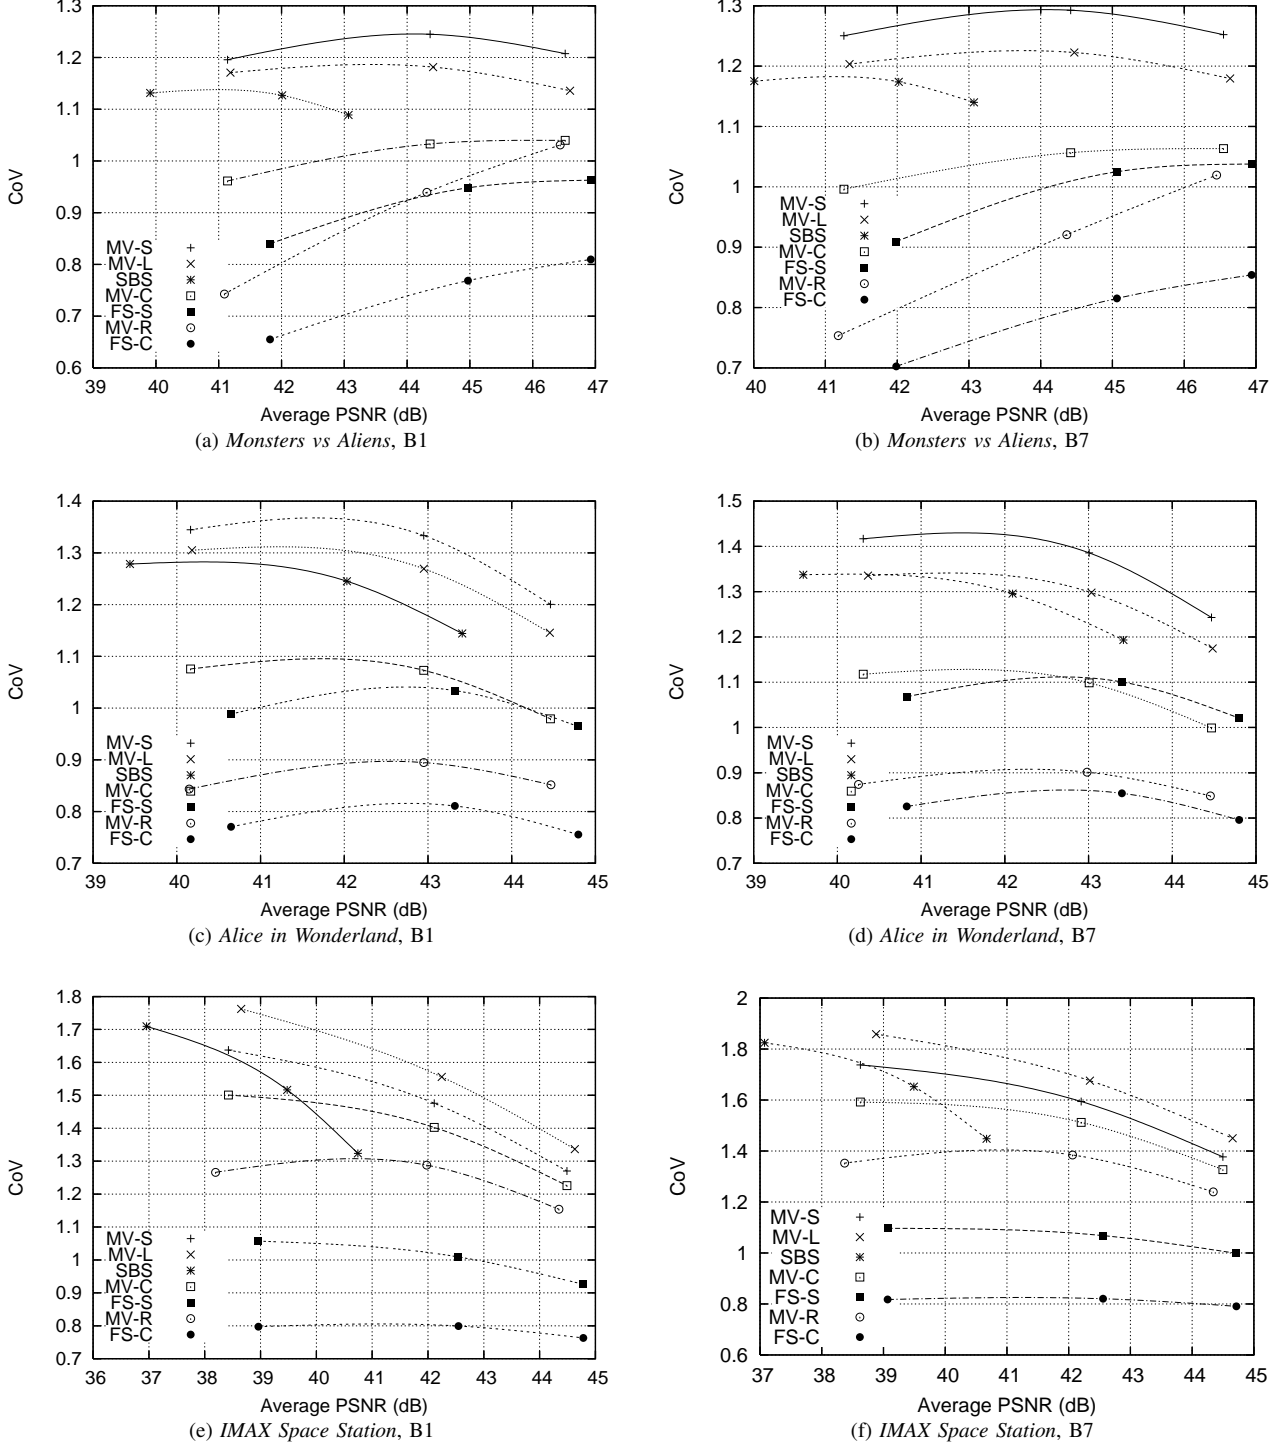 1.3
1.2
1.1
1
0.9
0.8
0.7
0.6
CoV
MV-S
MV-L
SBS
MV-C
FS-S
MV-R
FS-C
39 40 41 42 43 44 45 46 47
Average PSNR (dB)
(a) Monsters vs Aliens, B1
1.3
1.2
1.1
1
0.9
0.8
0.7
CoV
MV-S
MV-L
SBS
MV-C
FS-S
MV-R
FS-C
40 41 42 43 44 45 46 47
Average PSNR (dB)
(b) Monsters vs Aliens, B7
1.4
1.3
1.2
1.1
1
0.9
0.8
0.7
CoV
MV-S
MV-L
SBS
MV-C
FS-S
MV-R
FS-C
39 40 41 42 43 44 45
Average PSNR (dB)
(c) Alice in Wonderland, B1
1.5
1.4
1.3
1.2
1.1
1
0.9
0.8
0.7
CoV
MV-S
MV-L
SBS
MV-C
FS-S
MV-R
FS-C
39 40 41 42 43 44 45
Average PSNR (dB)
(d) Alice in Wonderland, B7
1.8
1.7
1.6
1.5
1.4
1.3
1.2
1.1
1
0.9
0.8
0.7
CoV
MV-S
MV-L
SBS
MV-C
FS-S
MV-R
FS-C
36 37 38 39 40 41 42 43 44 45
Average PSNR (dB)
(e) IMAX Space Station, B1
2
1.8
1.6
1.4
1.2
1
0.8
0.6
CoV
MV-S
MV-L
SBS
MV-C
FS-S
MV-R
FS-C
37 38 39 40 41 42 43 44 45
Average PSNR (dB)
(f) IMAX Space Station, B7